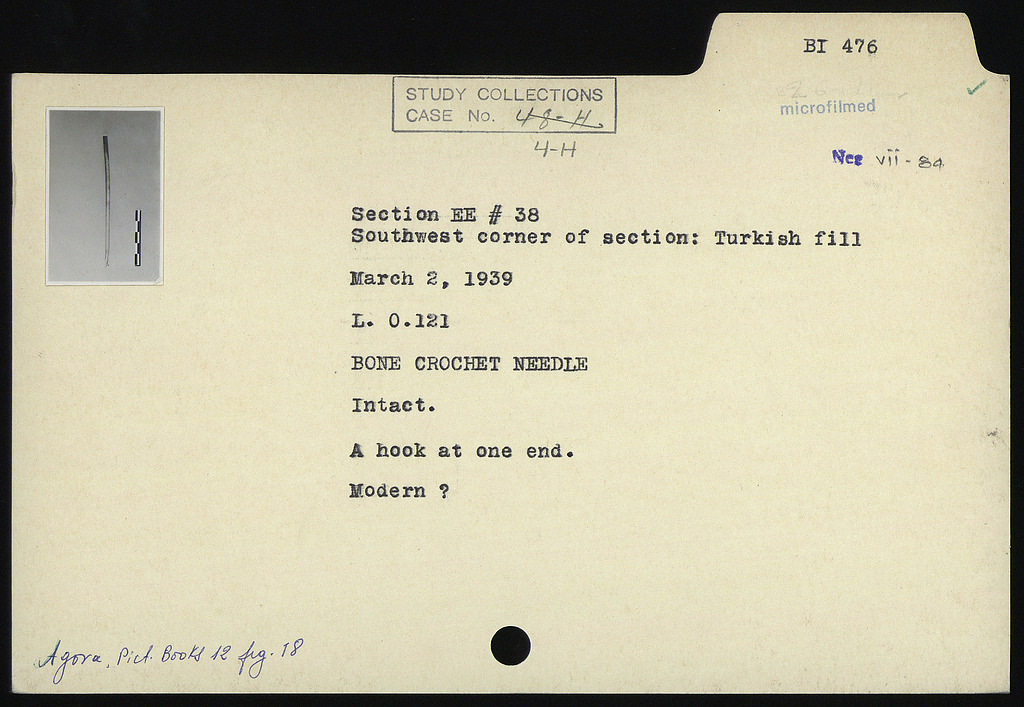 BI 476
microfilmed
STUDY COLLECTIONS
CASE No. 48-H
4-H
Neg vii - 84
Section EE # 38
Southwest corner of section: Turkish fill
March 2, 1939
L. 0.121
BONE CROCHET NEEDLE
Intact.
A hook at one end.
Modern ?
Agora, Pict. Books 12 fig. 18